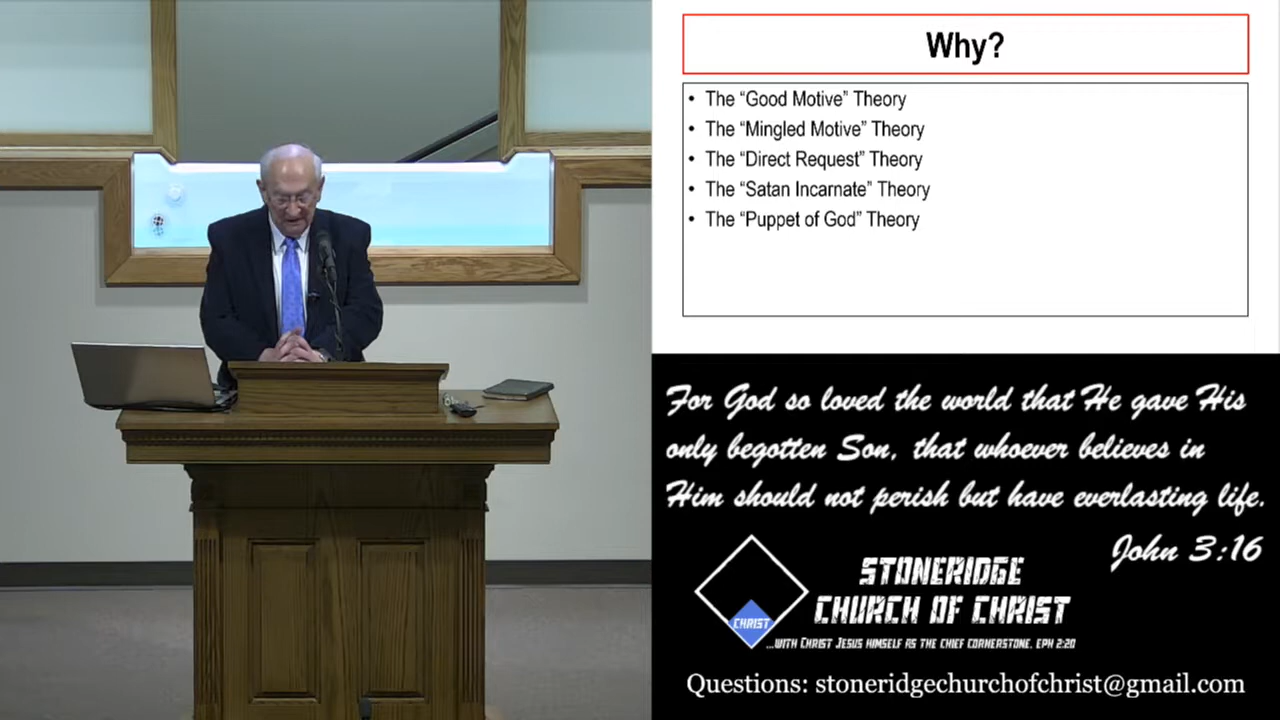 Why?
• The “Good Motive” Theory
• The “Mingled Motive” Theory
• The “Direct Request” Theory
• The “Satan Incarnate” Theory
• The “Puppet of God” Theory
For God so loved the world that He gave His
only begotten Son, that whoever believes in
Him should not perish but have everlasting life.
John 3:16
STONERIDGE
CHURCH OF CHRIST
CHRIST
...WITH CHRIST JESUS HIMSELF AS THE CHIEF CORNERSTONE. EPH 2:20
Questions: stoneridgechurchofchrist@gmail.com